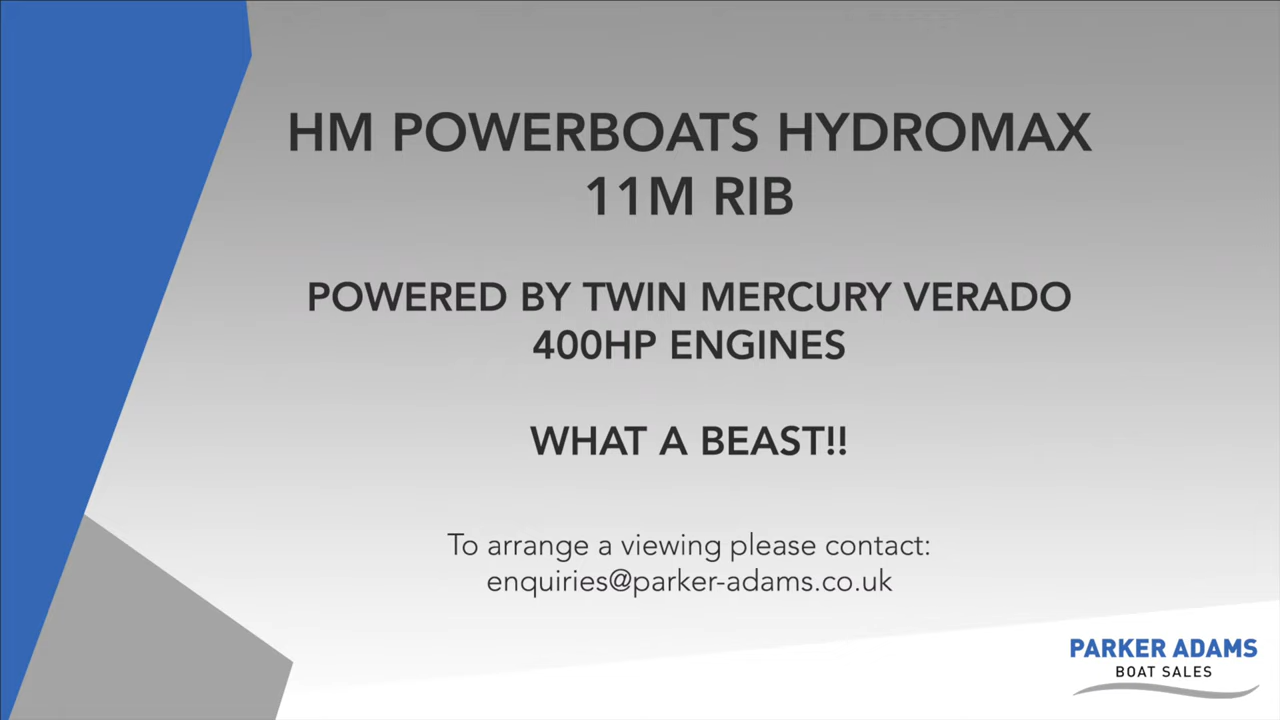 HM POWERBOATS HYDROMAX
11M RIB
POWERED BY TWIN MERCURY VERADO
400HP ENGINES
WHAT A BEAST!!
To arrange a viewing please contact:
enquiries@parker-adams.co.uk
PARKER ADAMS
BOAT SALES